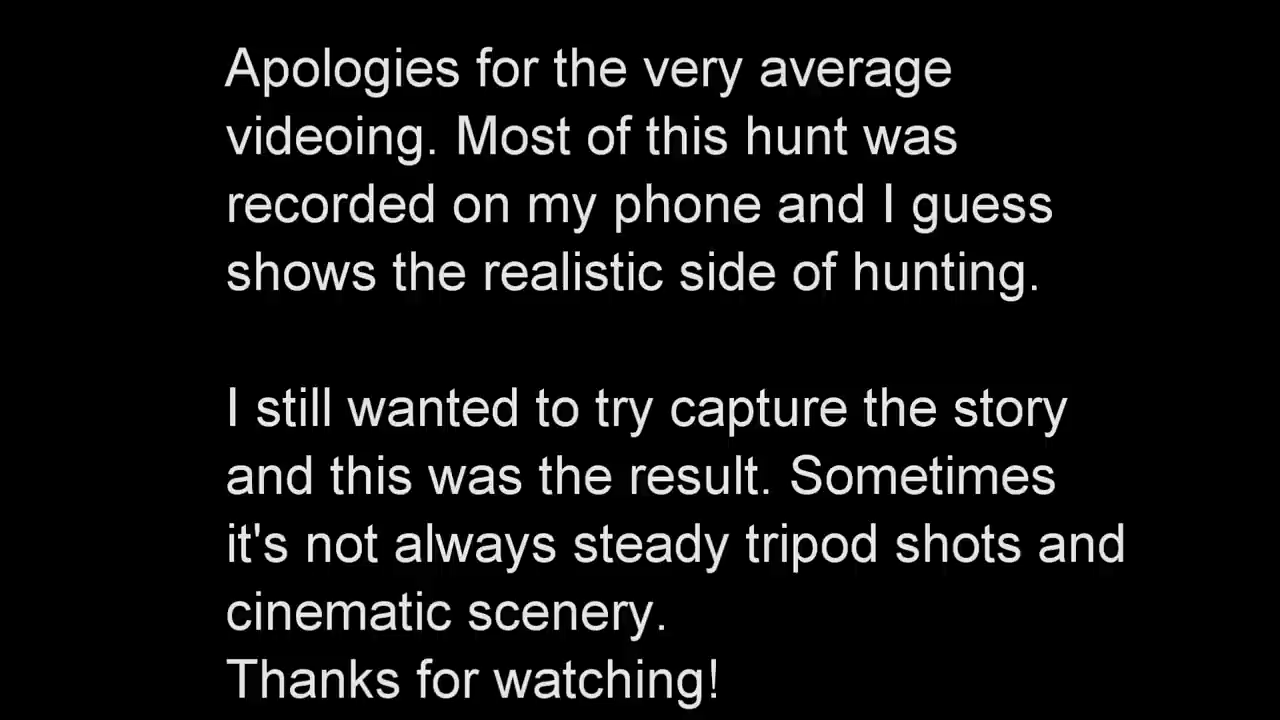 Apologies for the very average
videoing. Most of this hunt was
recorded on my phone and I guess
shows the realistic side of hunting.
I still wanted to try capture the story
and this was the result. Sometimes
it's not always steady tripod shots and
cinematic scenery.
Thanks for watching!